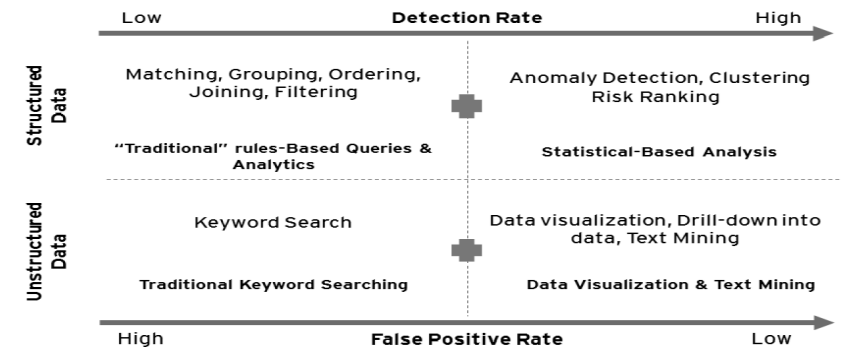 Low Detection Rate High
Structured
Data
Matching, Grouping, Ordering,
Joining, Filtering
Anomaly Detection, Clustering
Risk Ranking
“Traditional” rules-Based Queries &
Analytics
Statistical-Based Analysis
Unstructured
Data
Keyword Search
Data visualization, Drill-down into
data, Text Mining
Traditional Keyword Searching
Data Visualization & Text Mining
High False Positive Rate Low